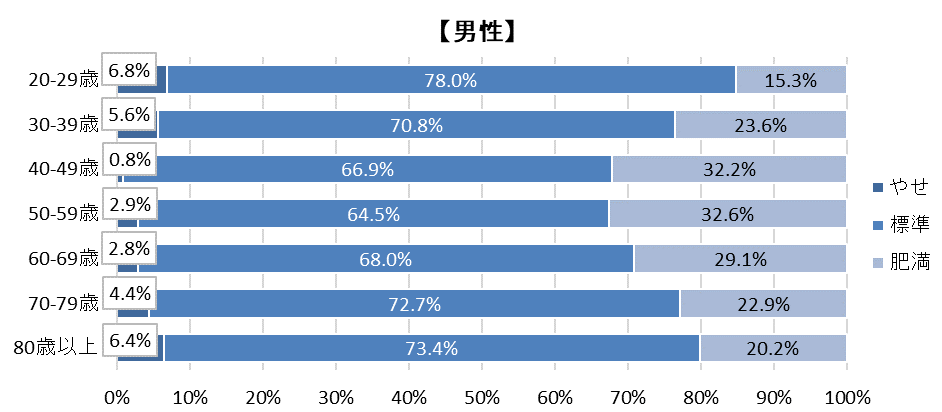 【男性】
20-29歳 6.8% 78.0% 15.3%
30-39歳 5.6% 70.8% 23.6%
40-49歳 0.8% 66.9% 32.2%
50-59歳 2.9% 64.5% 32.6%
60-69歳 2.8% 68.0% 29.1%
70-79歳 4.4% 72.7% 22.9%
80歳以上 6.4% 73.4% 20.2%
0% 10% 20% 30% 40% 50% 60% 70% 80% 90% 100%
やせ
標準
肥満